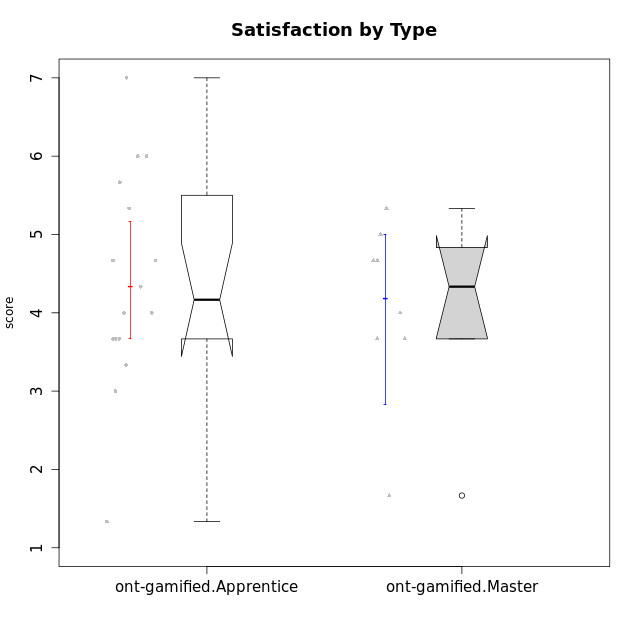 Satisfaction by Type
score
7
6
5
4
3
2
1
ont-gamified.Apprentice
ont-gamified.Master